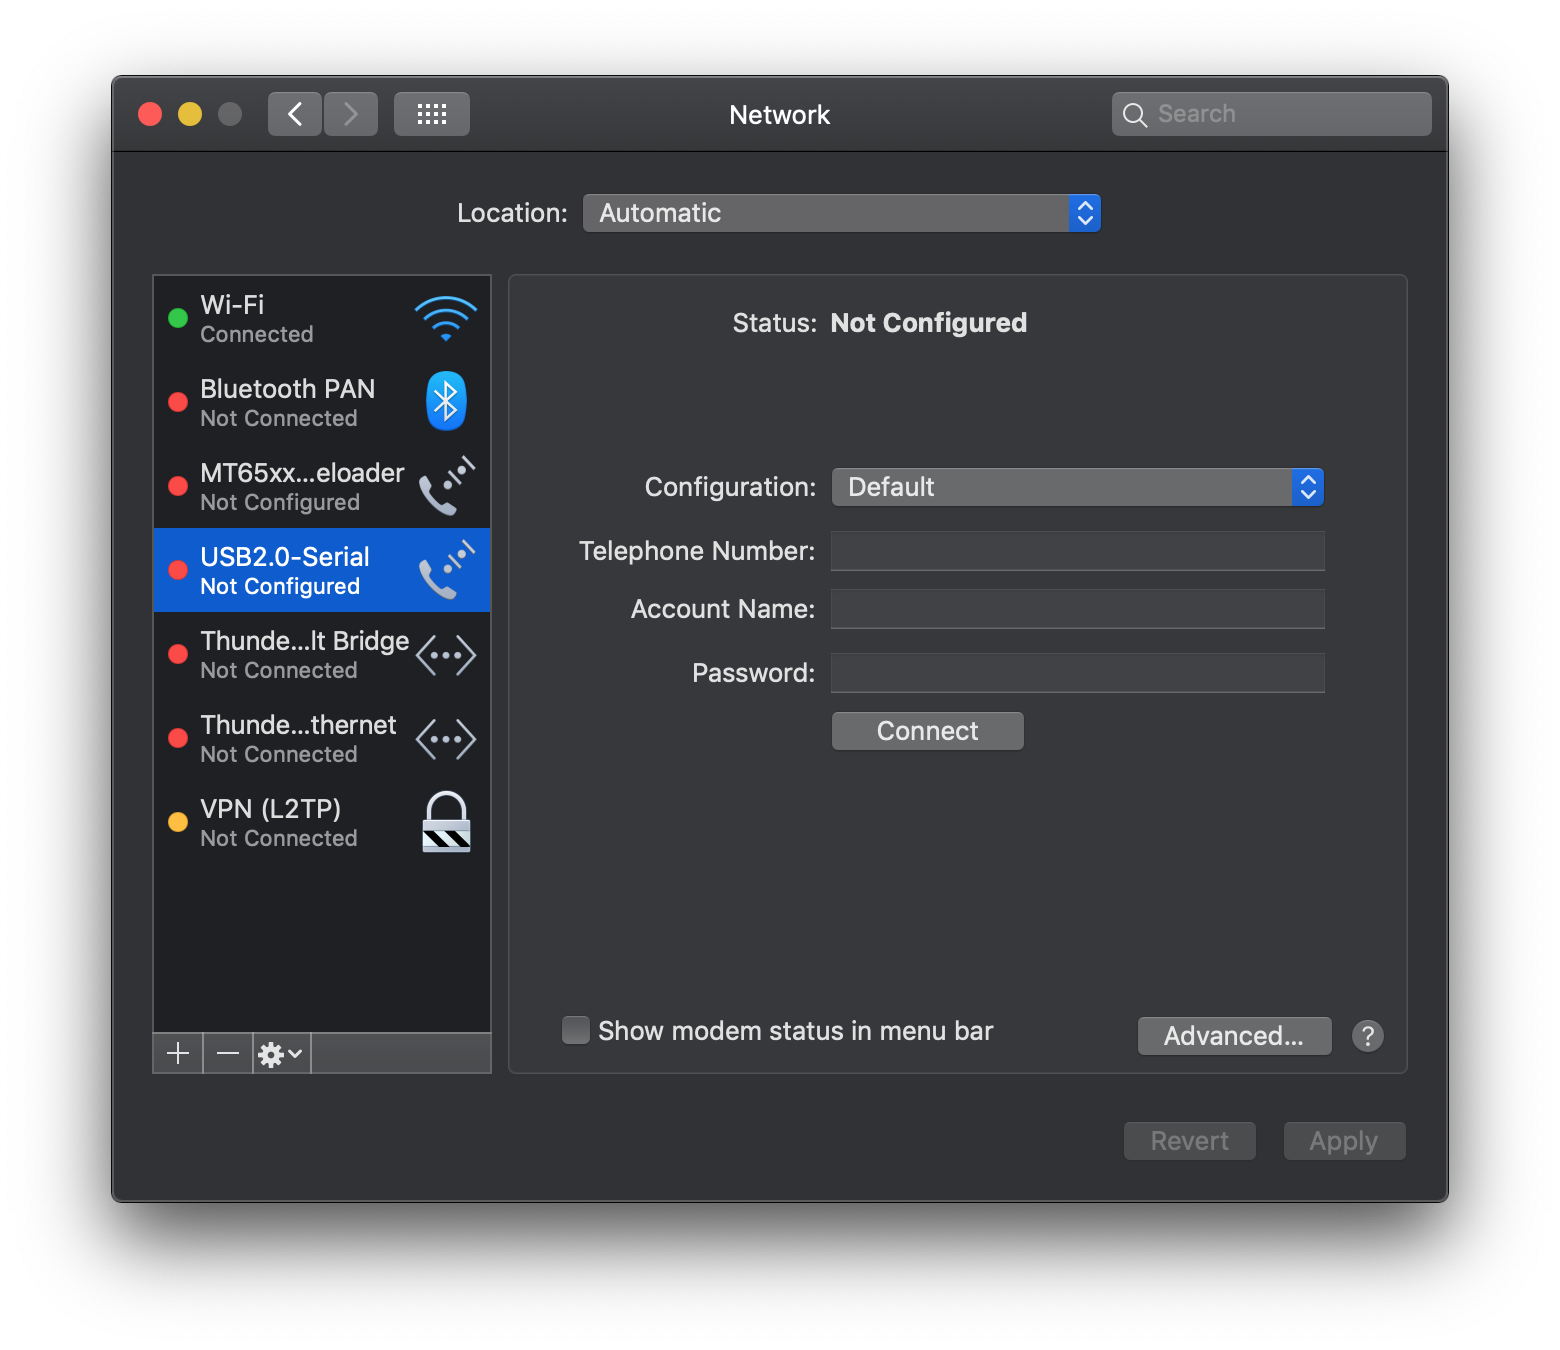 Network
Search
Location: Automatic
Wi-Fi
Connected
Bluetooth PAN
Not Connected
MT65xx...eloader
Not Configured
USB2.0-Serial
Not Configured
Thunde...lt Bridge
Not Connected
Thunde...thernet
Not Connected
VPN (L2TP)
Not Connected
Status: Not Configured
Configuration: Default
Telephone Number:
Account Name:
Password:
Connect
Show modem status in menu bar
Advanced...
?
Revert
Apply